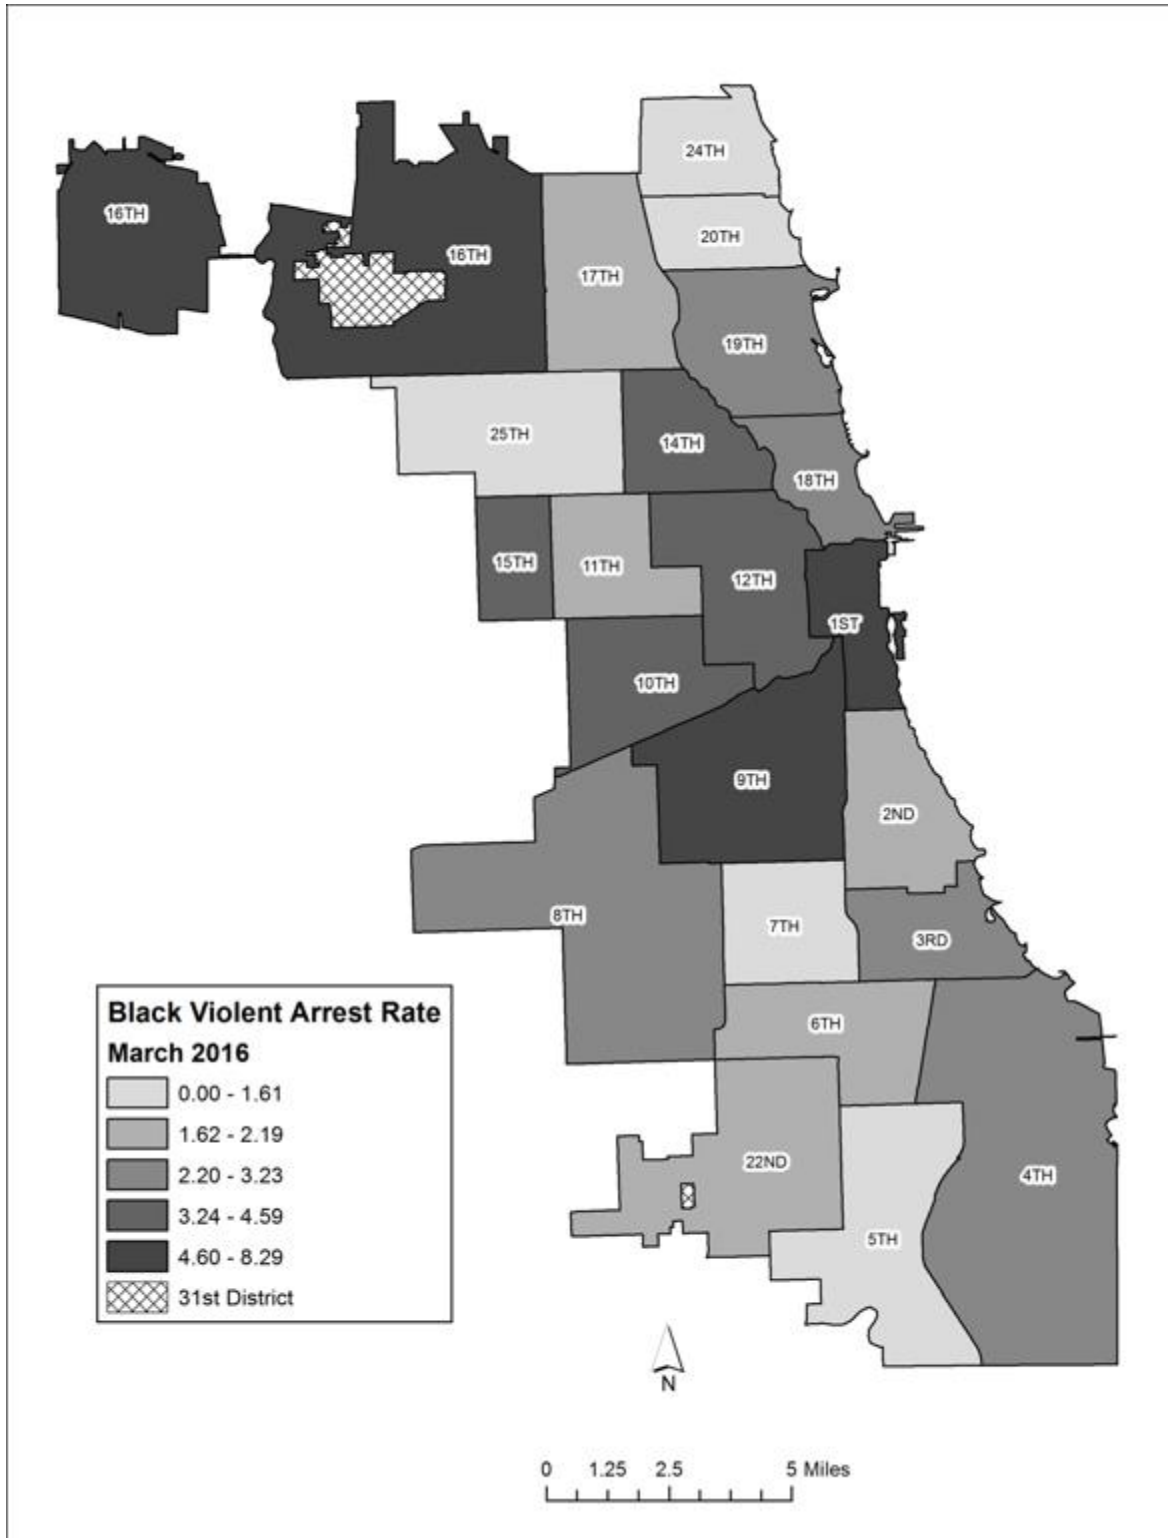 24TH
16TH
20TH
16TH
17TH
19TH
25TH
14TH
18TH
15TH
11TH
12TH
1ST
10TH
9TH
2ND
8TH
7TH
3RD
6TH
22ND
4TH
5TH
Black Violent Arrest Rate
March 2016
0.00 - 1.61
1.62 - 2.19
2.20 - 3.23
3.24 - 4.59
4.60 - 8.29
31st District
N
0 1.25 2.5 5 Miles